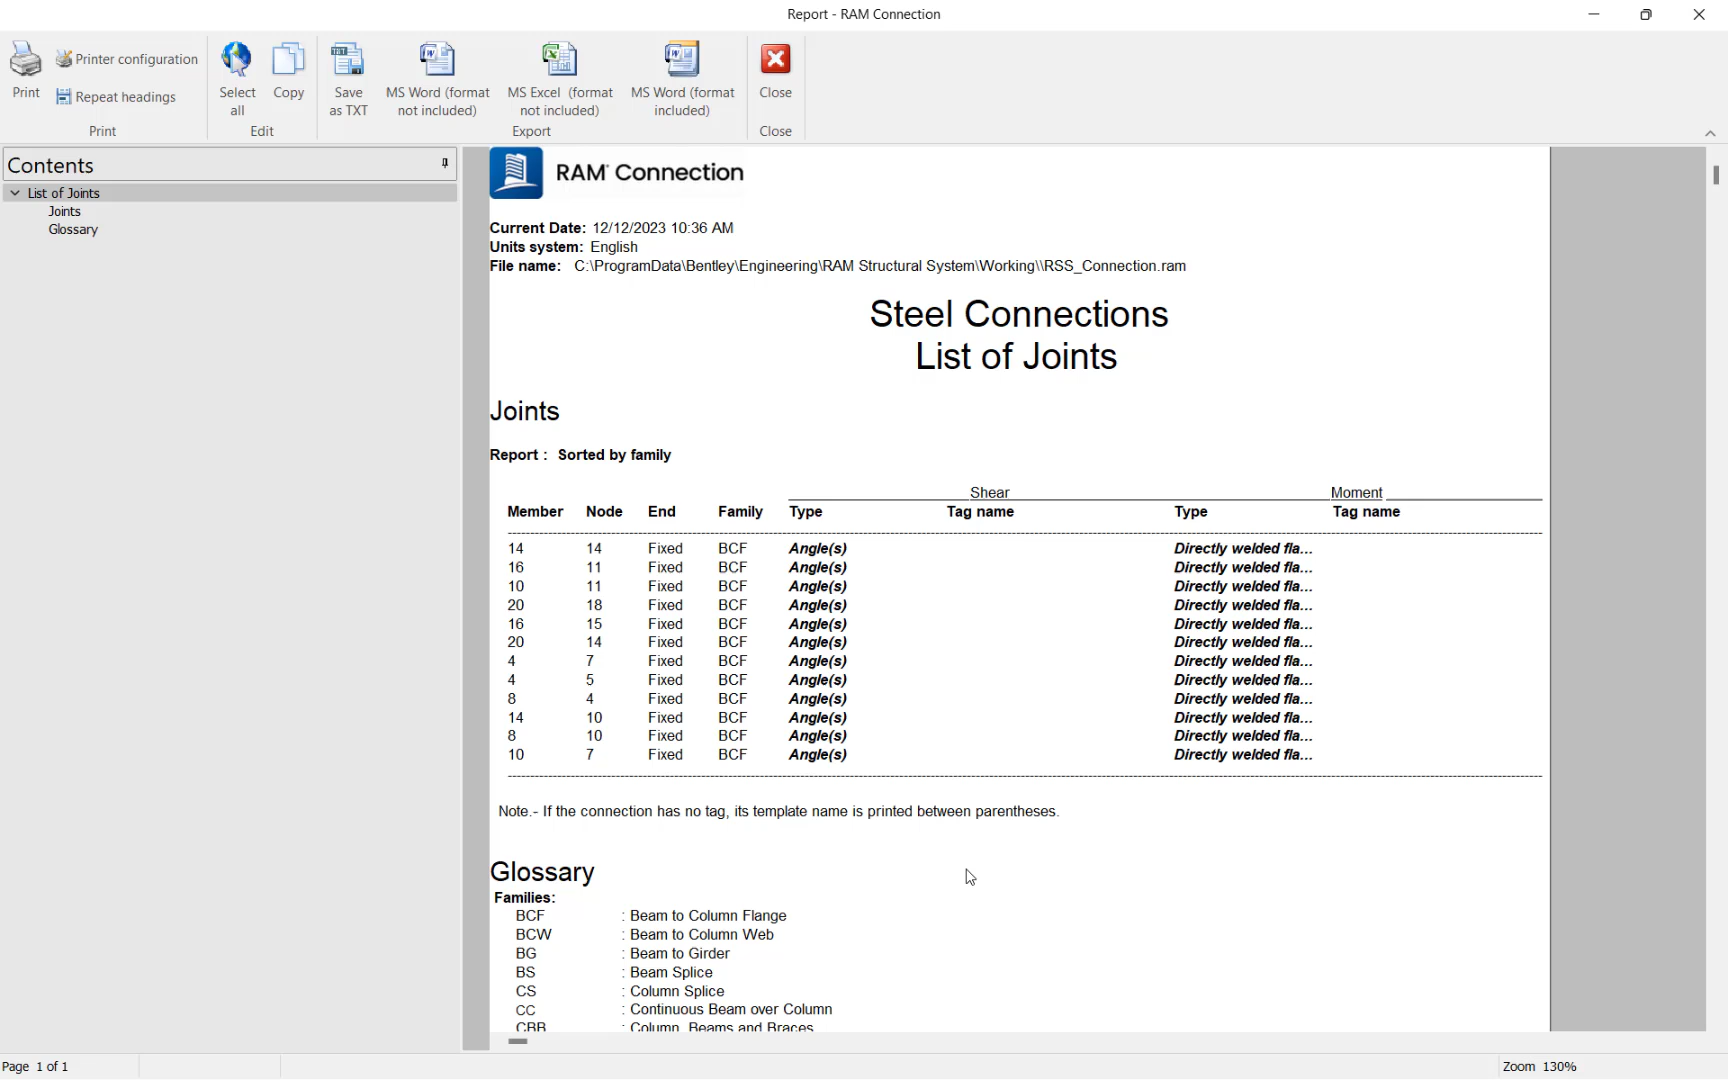 Report - RAM Connection
Print
Printer configuration
Repeat headings
Print
Select all
Copy
Edit
Save as TXT
MS Word (format not included)
MS Excel (format not included)
MS Word (format included)
Export
Close
Close
Contents
List of Joints
Joints
Glossary
RAM Connection
Current Date: 12/12/2023 10:36 AM
Units system: English
File name: C:\ProgramData\Bentley\Engineering\RAM Structural System\Working\\RSS_Connection.ram
Steel Connections
List of Joints
Joints
Report : Sorted by family
Shear Moment
Member Node End Family Type Tag name Type Tag name
14 14 Fixed BCF Angle(s) Directly welded fla...
16 11 Fixed BCF Angle(s) Directly welded fla...
10 11 Fixed BCF Angle(s) Directly welded fla...
20 18 Fixed BCF Angle(s) Directly welded fla...
16 15 Fixed BCF Angle(s) Directly welded fla...
20 14 Fixed BCF Angle(s) Directly welded fla...
4 7 Fixed BCF Angle(s) Directly welded fla...
4 5 Fixed BCF Angle(s) Directly welded fla...
8 4 Fixed BCF Angle(s) Directly welded fla...
14 10 Fixed BCF Angle(s) Directly welded fla...
8 10 Fixed BCF Angle(s) Directly welded fla...
10 7 Fixed BCF Angle(s) Directly welded fla...
Note.- If the connection has no tag, its template name is printed between parentheses.
Glossary
Families:
BCF : Beam to Column Flange
BCW : Beam to Column Web
BG : Beam to Girder
BS : Beam Splice
CS : Column Splice
CC : Continuous Beam over Column
CBB : Column, Beams and Braces
Page 1 of 1
Zoom 130%